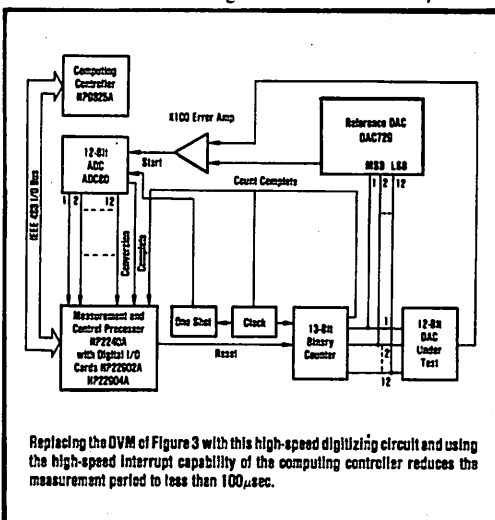 Computing
Controller
HP9825A
X100 Error Amp
Reference DAC
DAC729
MSB LSB
1 2 12
12-Bit
ADC
ADC80
Start
Count Complete
IEEE 488 I/O Bus
1 2 12
Conversion
Complete
Measurement and
Control Processor
HP2240A
with Digital I/O
Cards HP22902A
HP22904A
One Shot
Clock
Reset
13-Bit
Binary
Counter
1
2
12
12-Bit
DAC
Under
Test
Replacing the DVM of Figure 3 with this high-speed digitizing circuit and using
the high-speed interrupt capability of the computing controller reduces the
measurement period to less than 100μsec.